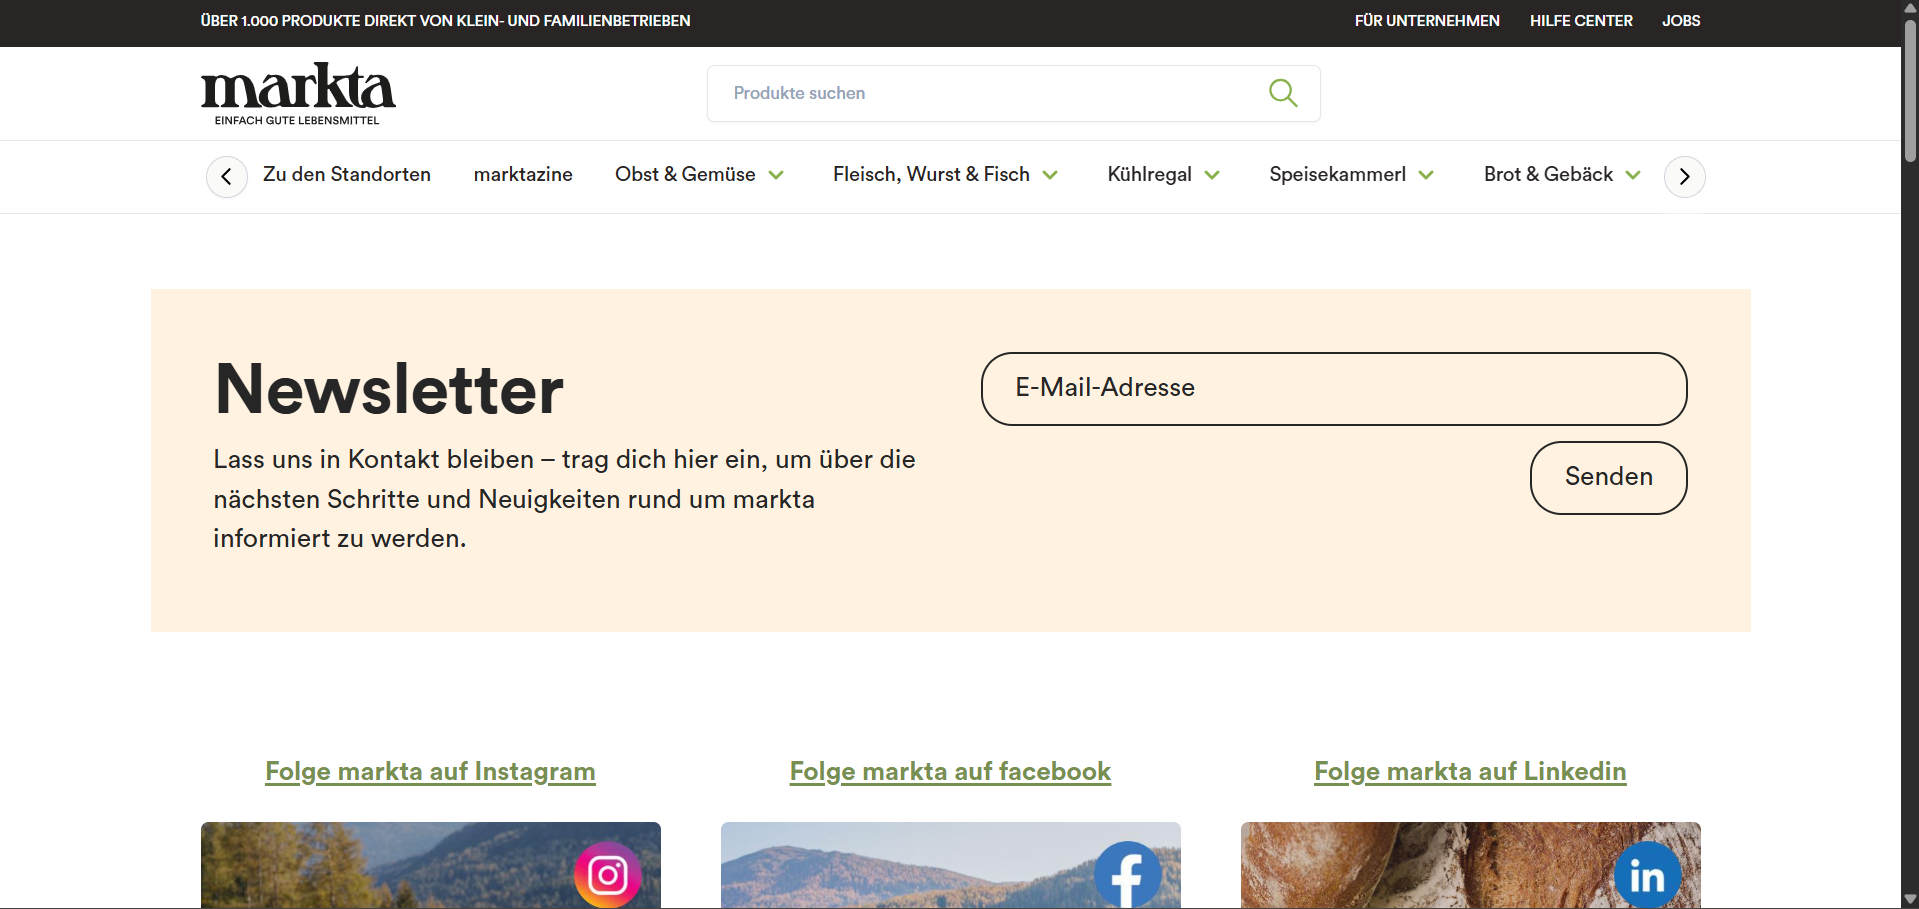 ÜBER 1.000 PRODUKTE DIREKT VON KLEIN- UND FAMILIENBETRIEBEN
FÜR UNTERNEHMEN
HILFE CENTER
JOBS
markta
EINFACH GUTE LEBENSMITTEL
Produkte suchen
Zu den Standorten
marktazine
Obst & Gemüse
Fleisch, Wurst & Fisch
Kühlregal
Speisekammerl
Brot & Gebäck
Newsletter
Lass uns in Kontakt bleiben – trag dich hier ein, um über die
nächsten Schritte und Neuigkeiten rund um markta
informiert zu werden.
E-Mail-Adresse
Senden
Folge markta auf Instagram
Folge markta auf facebook
Folge markta auf Linkedin
in